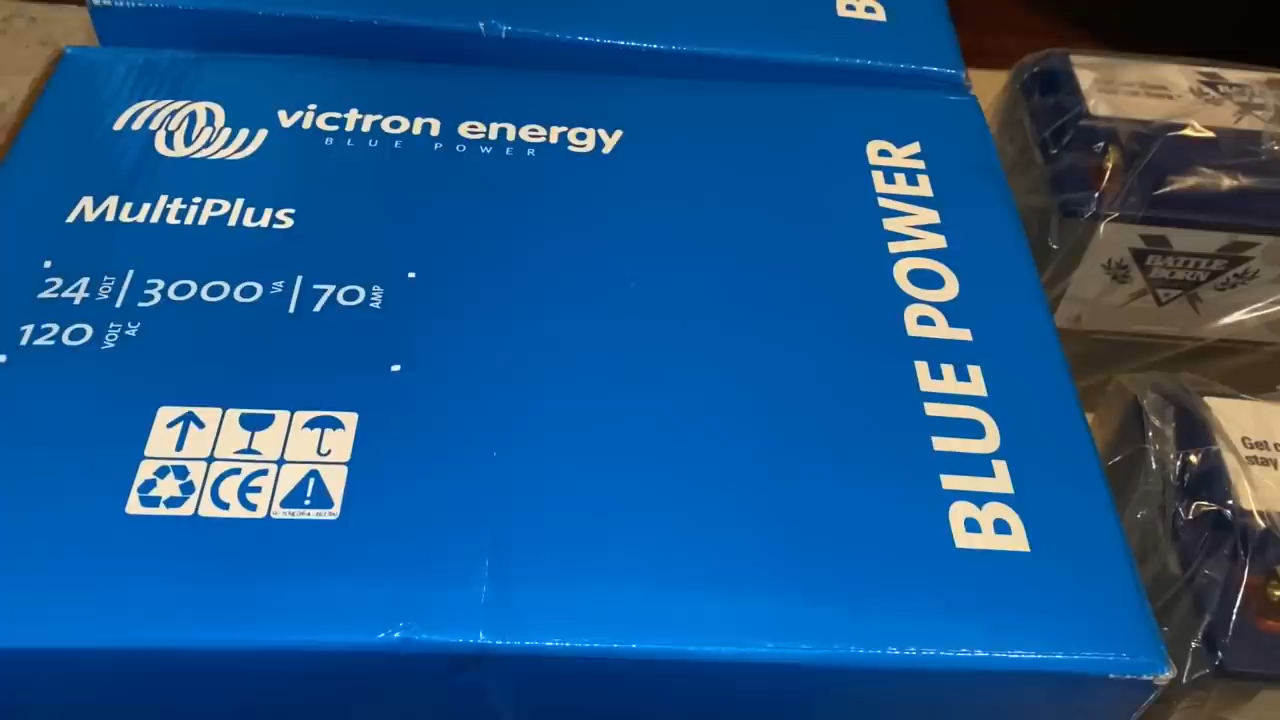 B
victron energy
BLUE POWER
MultiPlus
24 VOLT | 3000 VA | 70 AMP
120 VOLT AC
CE
BLUE POWER
BATTLE
BORN
Get
stay